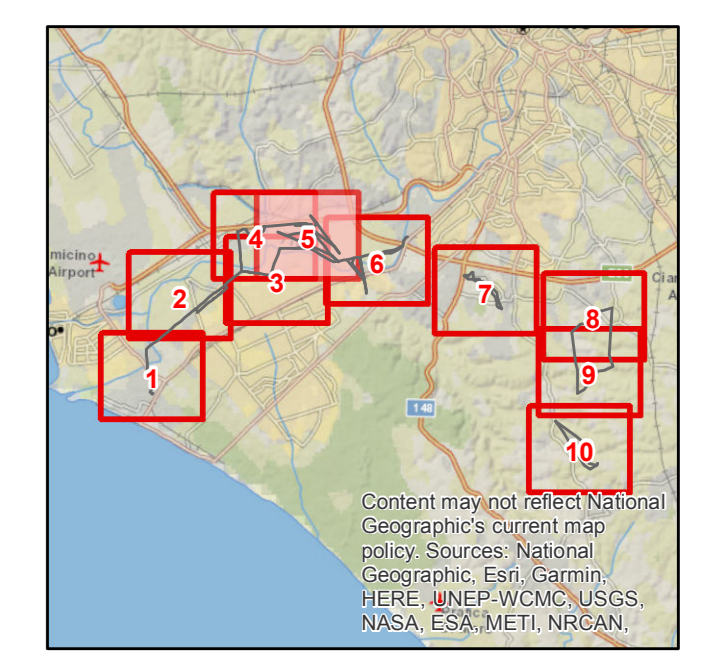 micino
Airport
4
5
6
3
2
7
Cian
A
8
1
9
148
10
Content may not reflect National
Geographic's current map
policy. Sources: National
Geographic, Esri, Garmin,
HERE, UNEP-WCMC, USGS,
NASA, ESA, METI, NRCAN,